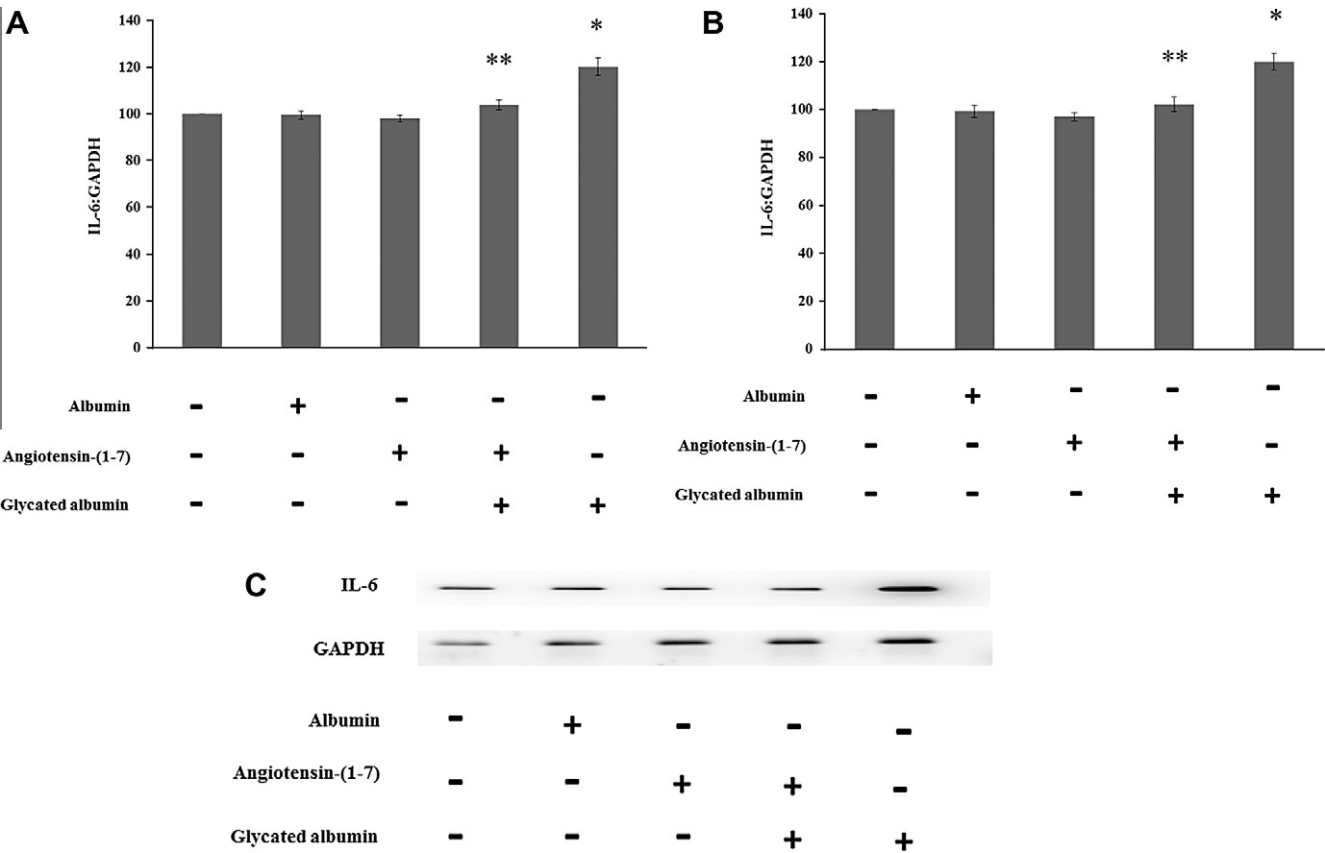 A
140
120
100
80
60
40
20
0
IL-6:GAPDH
** *
Albumin - + - - -
Angiotensin-(1-7) - - + + -
Glycated albumin - - - + +
B
140
120
100
80
60
40
20
0
IL-6:GAPDH
** *
Albumin - + - - -
Angiotensin-(1-7) - - + + -
Glycated albumin - - - + +
C
IL-6
GAPDH
Albumin - + - - -
Angiotensin-(1-7) - - + + -
Glycated albumin - - - + +